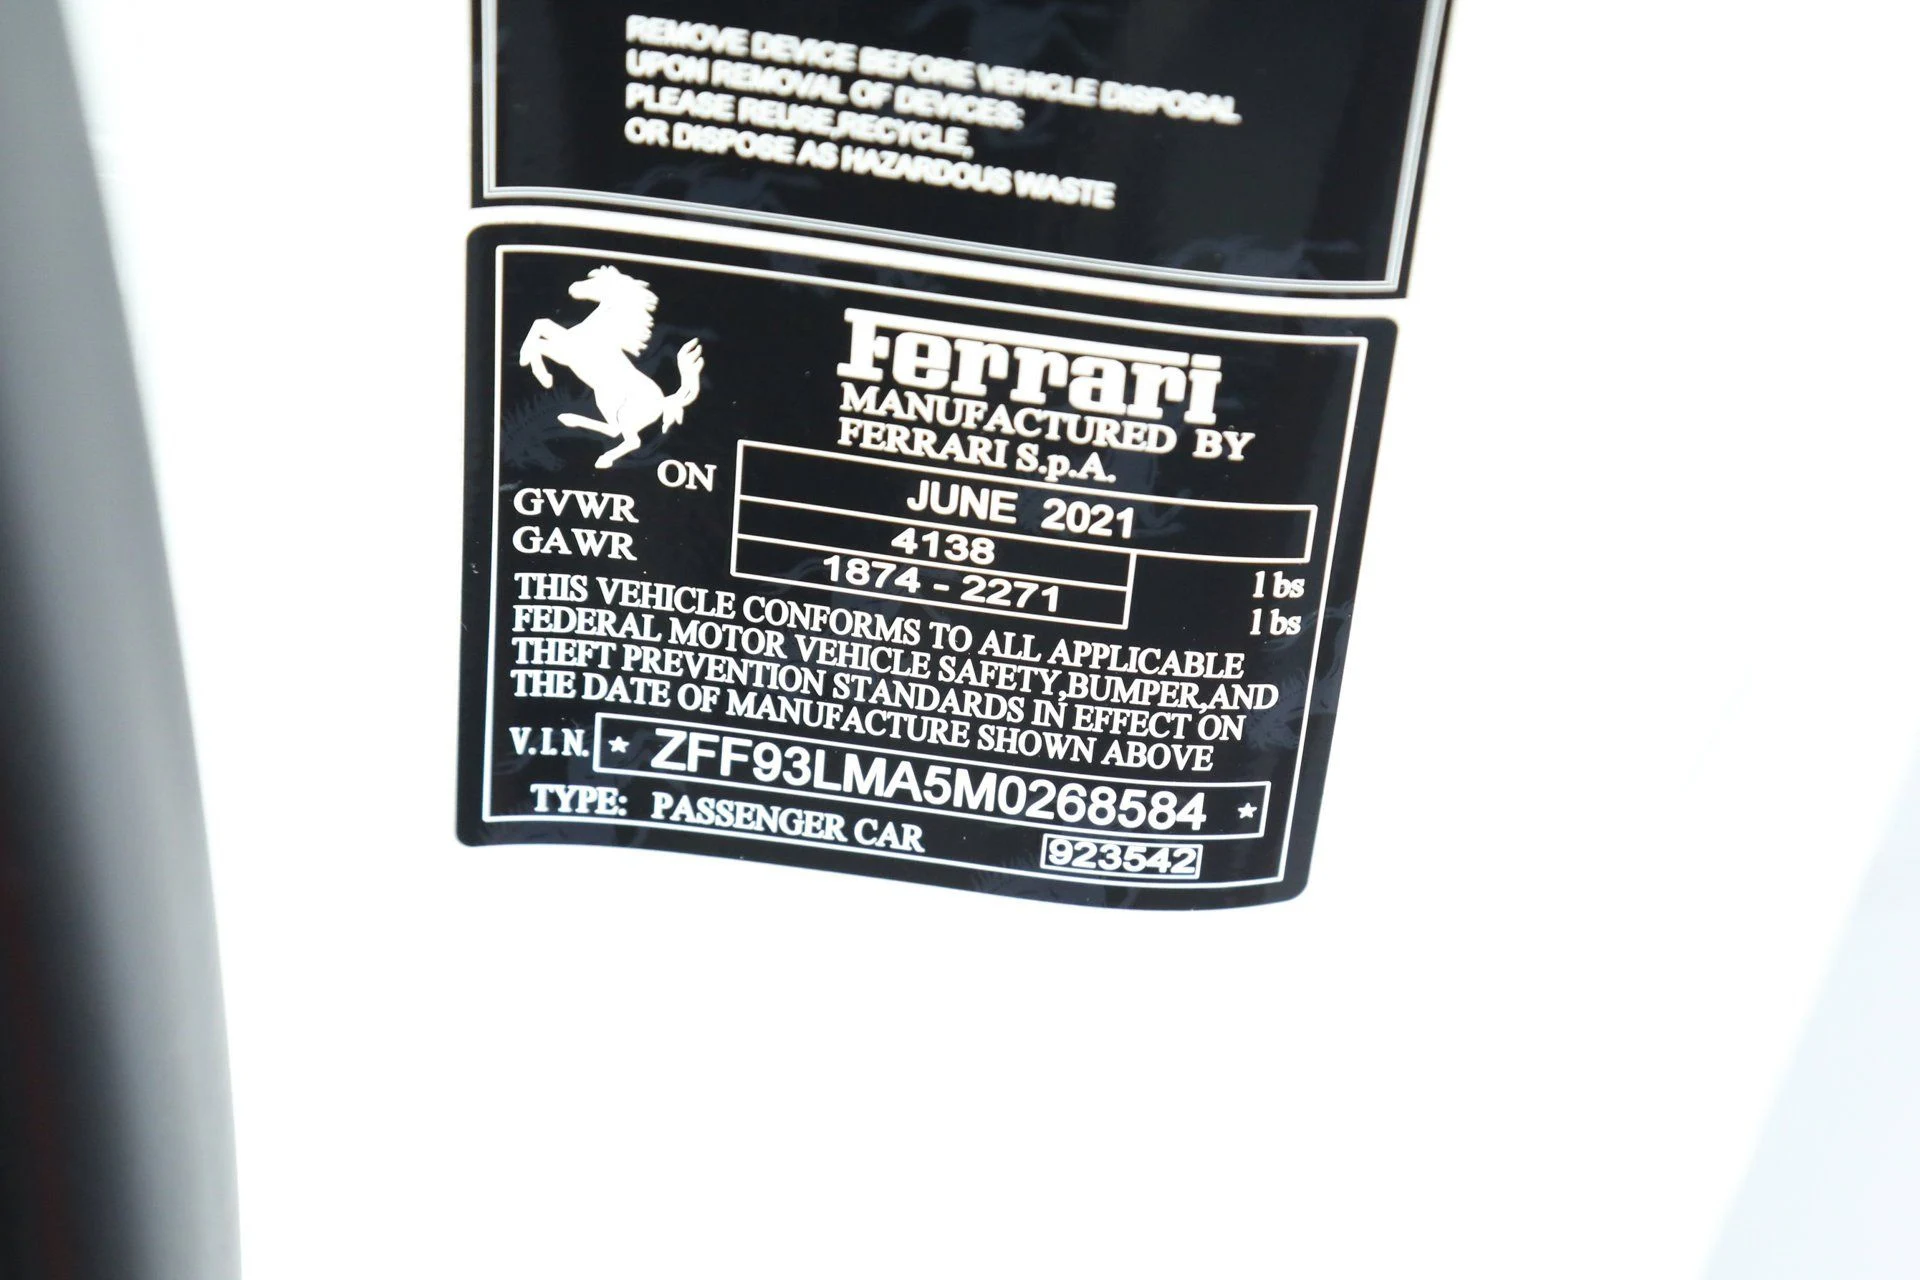 REMOVE DEVICE BEFORE VEHICLE DISPOSAL
UPON REMOVAL OF DEVICES:
PLEASE REUSE,RECYCLE,
OR DISPOSE AS HAZARDOUS WASTE
Ferrari
MANUFACTURED BY
FERRARI S.p.A.
ON JUNE 2021
GVWR 4138 lbs
GAWR 1874 - 2271 lbs
THIS VEHICLE CONFORMS TO ALL APPLICABLE
FEDERAL MOTOR VEHICLE SAFETY,BUMPER,AND
THEFT PREVENTION STANDARDS IN EFFECT ON
THE DATE OF MANUFACTURE SHOWN ABOVE
V.I.N. * ZFF93LMA5M0268584 *
TYPE: PASSENGER CAR 923542